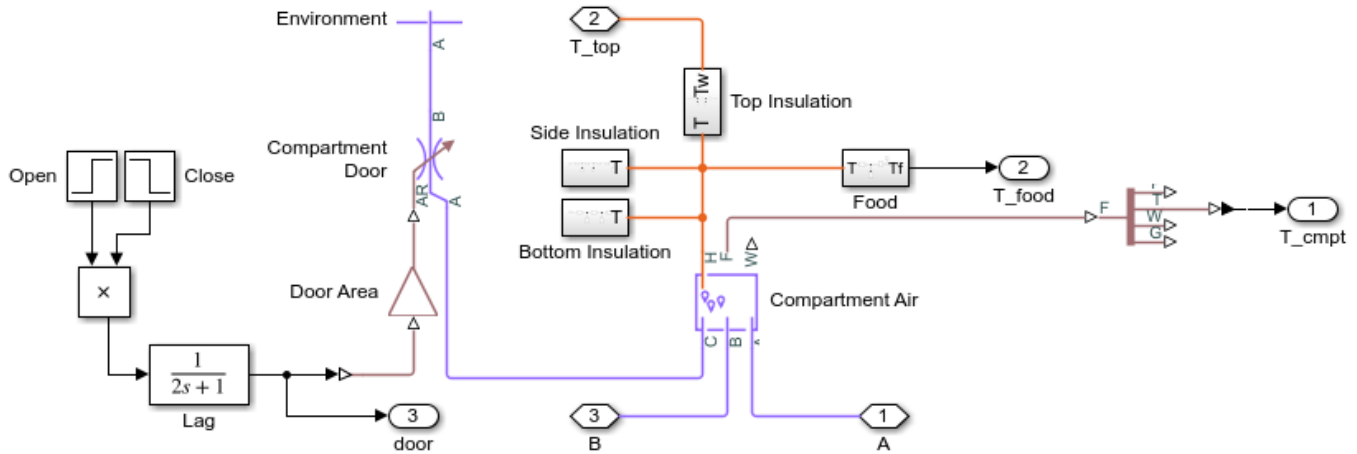 Environment
A
B
Compartment
Door
AR
A
Open
Close
×
Door Area
1
2s + 1
Lag
3
door
2
T_top
Tw
T
Top Insulation
Side Insulation
T
T
Bottom Insulation
T
Tf
Food
2
T_food
H
F
W
Compartment Air
C
B
3
B
1
A
F
T
W
G
1
T_cmpt